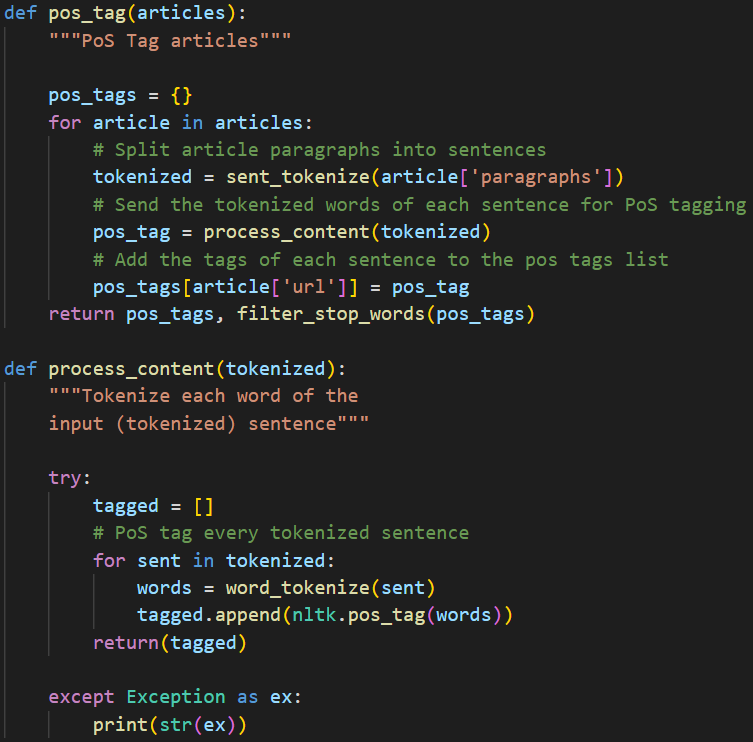 def pos_tag(articles):
    """PoS Tag articles"""

    pos_tags = {}
    for article in articles:
        # Split article paragraphs into sentences
        tokenized = sent_tokenize(article['paragraphs'])
        # Send the tokenized words of each sentence for PoS tagging
        pos_tag = process_content(tokenized)
        # Add the tags of each sentence to the pos tags list
        pos_tags[article['url']] = pos_tag
    return pos_tags, filter_stop_words(pos_tags)

def process_content(tokenized):
    """Tokenize each word of the
    input (tokenized) sentence"""

    try:
        tagged = []
        # PoS tag every tokenized sentence
        for sent in tokenized:
            words = word_tokenize(sent)
            tagged.append(nltk.pos_tag(words))
        return(tagged)

    except Exception as ex:
        print(str(ex))